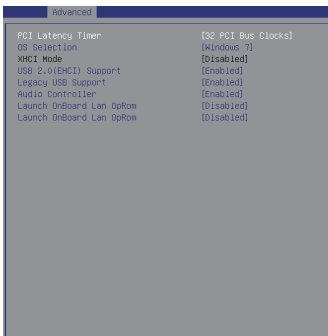 Advanced
PCI Latency Timer [32 PCI Bus Clocks]
OS Selection [Windows 7]
XHCI Mode [Disabled]
USB 2.0(EHCI) Support [Enabled]
Legacy USB Support [Enabled]
Audio Controller [Enabled]
Launch OnBoard Lan OpRom [Disabled]
Launch OnBoard Lan OpRom [Disabled]